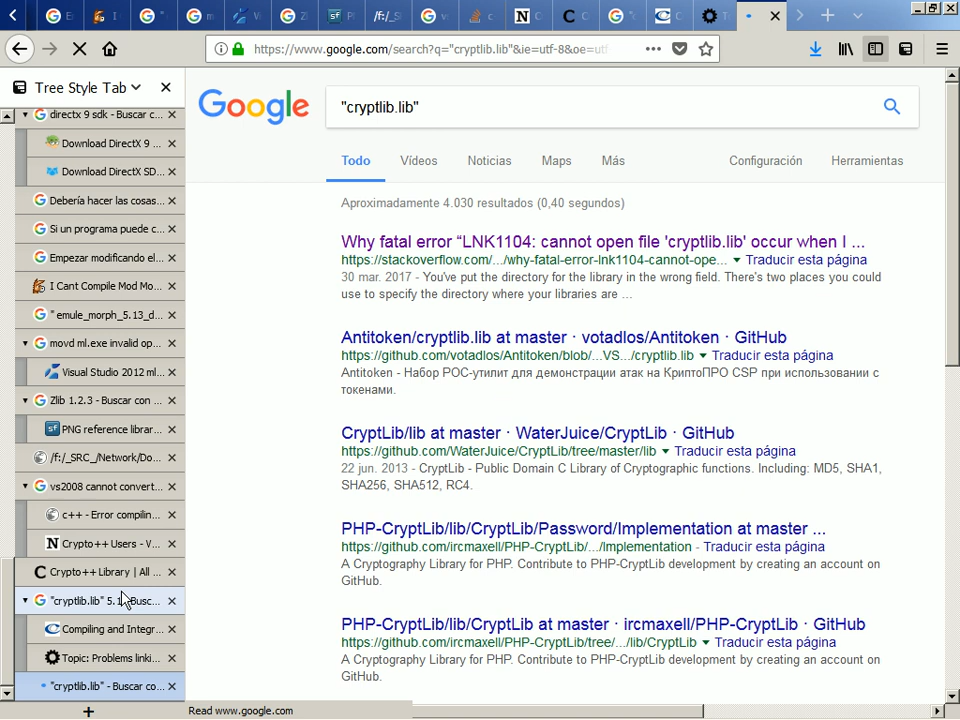 https://www.google.com/search?q="cryptlib.lib"&ie=utf-8&oe=utf
Tree Style Tab
directx 9 sdk - Buscar c...
Download DirectX 9 ...
Download DirectX SD...
Debería hacer las cosas...
Si un programa puede c...
Empezar modificando el...
I Cant Compile Mod Mo...
" emule_morph_5.13_d...
movd ml.exe invalid op...
Visual Studio 2012 ml...
Zlib 1.2.3 - Buscar con ...
PNG reference librar...
/f:/_SRC_/Network/Do...
vs2008 cannot convert...
c++ - Error compilin...
Crypto++ Users - V...
Crypto++ Library | All ...
"cryptlib.lib" 5.
Compiling and Integr...
Topic: Problems linki...
"cryptlib.lib" - Buscar co...
Google
"cryptlib.lib"
Todo
Vídeos
Noticias
Maps
Más
Configuración
Herramientas
Aproximadamente 4.030 resultados (0,40 segundos)
Why fatal error “LNK1104: cannot open file 'cryptlib.lib' occur when I ...
https://stackoverflow.com/.../why-fatal-error-lnk1104-cannot-ope... Traducir esta página
30 mar. 2017 - You've put the directory for the library in the wrong field. There's two places you could
use to specify the directory where your libraries are ...
Antitoken/cryptlib.lib at master · votadlos/Antitoken · GitHub
https://github.com/votadlos/Antitoken/blob/...VS.../cryptlib.lib Traducir esta página
Antitoken - Набор POC-утилит для демонстрации атак на КриптоПРО CSP при использовании с
токенами.
CryptLib/lib at master · WaterJuice/CryptLib · GitHub
https://github.com/WaterJuice/CryptLib/tree/master/lib Traducir esta página
22 jun. 2013 - CryptLib - Public Domain C Library of Cryptographic functions. Including: MD5, SHA1,
SHA256, SHA512, RC4.
PHP-CryptLib/lib/CryptLib/Password/Implementation at master ...
https://github.com/ircmaxell/PHP-CryptLib/.../Implementation - Traducir esta página
A Cryptography Library for PHP. Contribute to PHP-CryptLib development by creating an account on
GitHub.
PHP-CryptLib/lib/CryptLib at master · ircmaxell/PHP-CryptLib · GitHub
https://github.com/ircmaxell/PHP-CryptLib/tree/.../lib/CryptLib Traducir esta página
A Cryptography Library for PHP. Contribute to PHP-CryptLib development by creating an account on
GitHub.
Read www.google.com